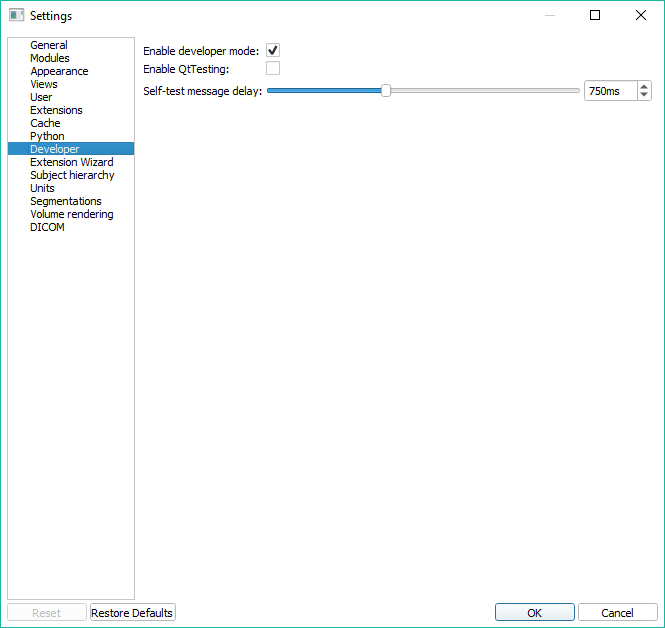 Settings
General
Modules
Appearance
Views
User
Extensions
Cache
Python
Developer
Extension Wizard
Subject hierarchy
Units
Segmentations
Volume rendering
DICOM
Enable developer mode:
Enable QtTesting:
Self-test message delay: 750ms
Reset Restore Defaults OK Cancel